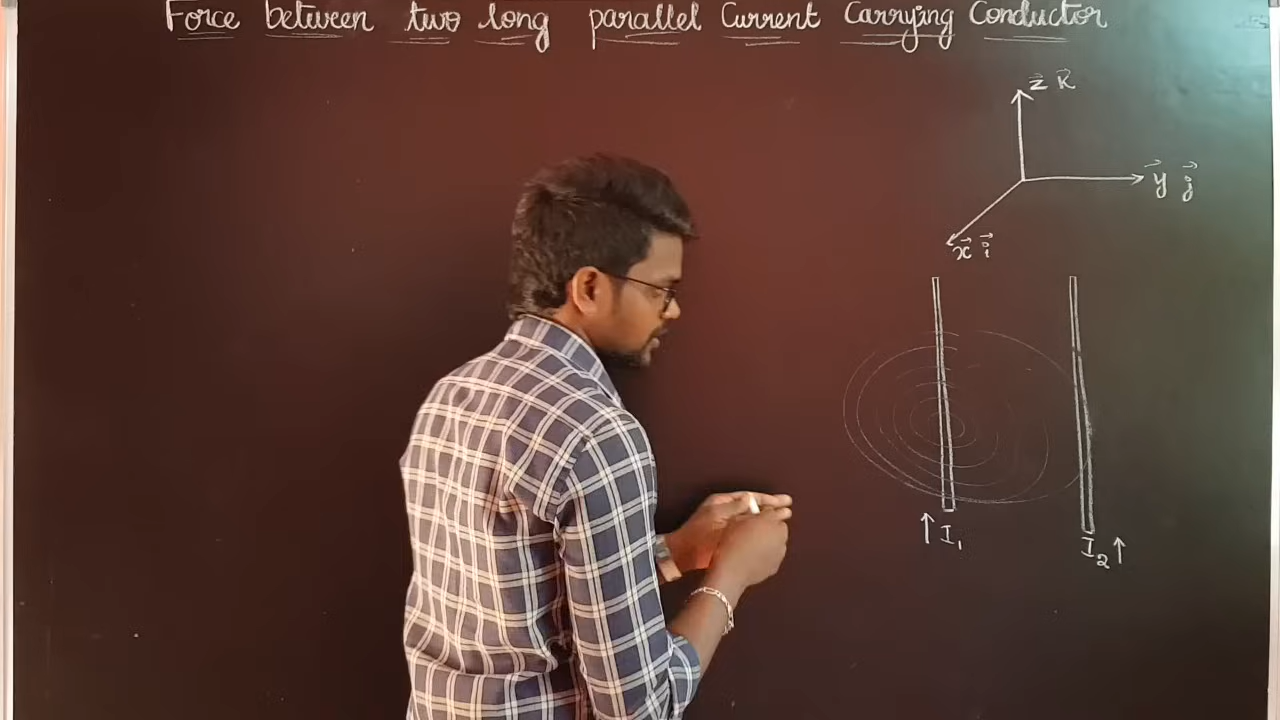 Force between two long parallel Current Carrying Conductor
z⃗ k⃗
y⃗ j⃗
x⃗ i⃗
↑ I₁
I₂ ↑